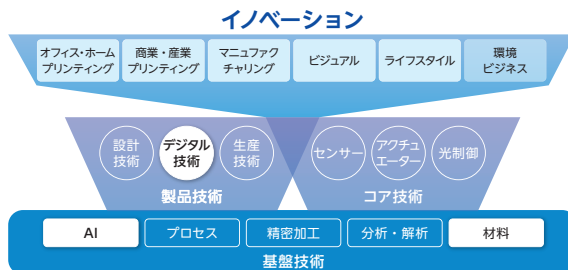 イノベーション
オフィス・ホーム
プリンティング
商業・産業
プリンティング
マニュファク
チャリング
ビジュアル
ライフスタイル
環境
ビジネス
設計
技術
デジタル
技術
生産
技術
センサー
アクチュ
エーター
光制御
製品技術
コア技術
AI
プロセス
精密加工
分析・解析
材料
基盤技術